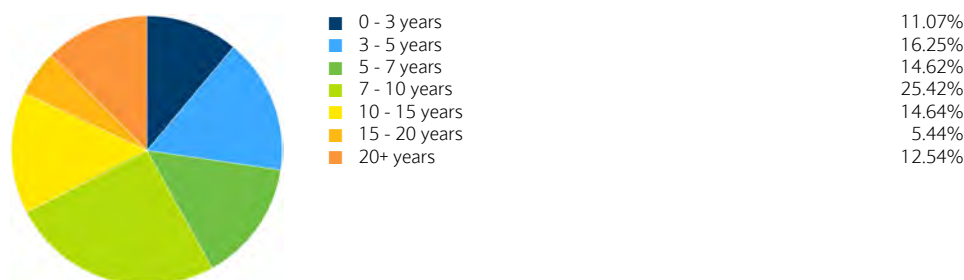 0 - 3 years 11.07%
3 - 5 years 16.25%
5 - 7 years 14.62%
7 - 10 years 25.42%
10 - 15 years 14.64%
15 - 20 years 5.44%
20+ years 12.54%